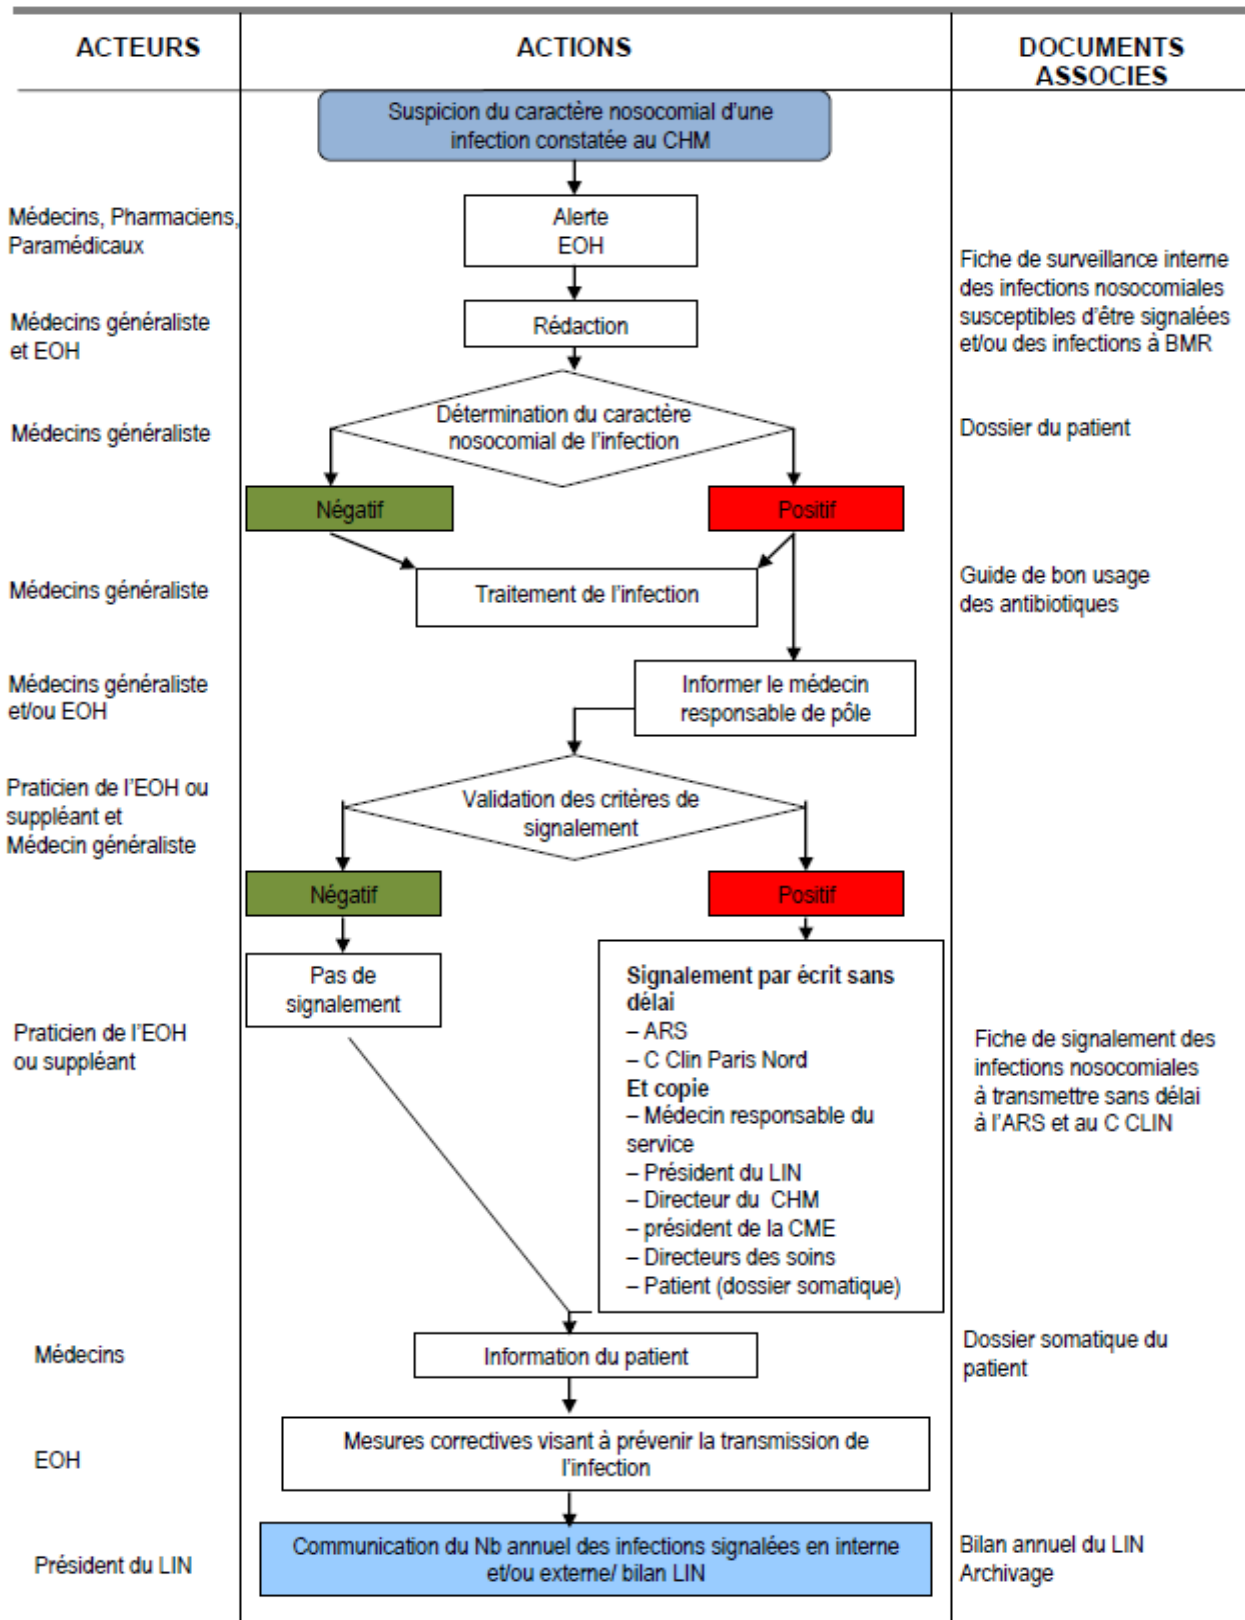 ACTEURS
ACTIONS
DOCUMENTS
ASSOCIES
Suspicion du caractère nosocomial d'une
infection constatée au CHM
Médecins, Pharmaciens,
Paramédicaux
Alerte
EOH
Fiche de surveillance interne
des infections nosocomiales
susceptibles d'être signalées
et/ou des infections à BMR
Médecins généraliste
et EOH
Rédaction
Médecins généraliste
Détermination du caractère
nosocomial de l'infection
Dossier du patient
Négatif
Positif
Médecins généraliste
Traitement de l'infection
Guide de bon usage
des antibiotiques
Médecins généraliste
et/ou EOH
Informer le médecin
responsable de pôle
Praticien de l'EOH ou
suppléant et
Médecin généraliste
Validation des critères de
signalement
Négatif
Positif
Pas de
signalement
Signalement par écrit sans
délai
– ARS
– C Clin Paris Nord
Et copie
– Médecin responsable du
service
– Président du LIN
– Directeur du CHM
– président de la CME
– Directeurs des soins
– Patient (dossier somatique)
Praticien de l'EOH
ou suppléant
Fiche de signalement des
infections nosocomiales
à transmettre sans délai
à l'ARS et au C CLIN
Médecins
Information du patient
Dossier somatique du
patient
EOH
Mesures correctives visant à prévenir la transmission de
l'infection
Président du LIN
Communication du Nb annuel des infections signalées en interne
et/ou externe/ bilan LIN
Bilan annuel du LIN
Archivage